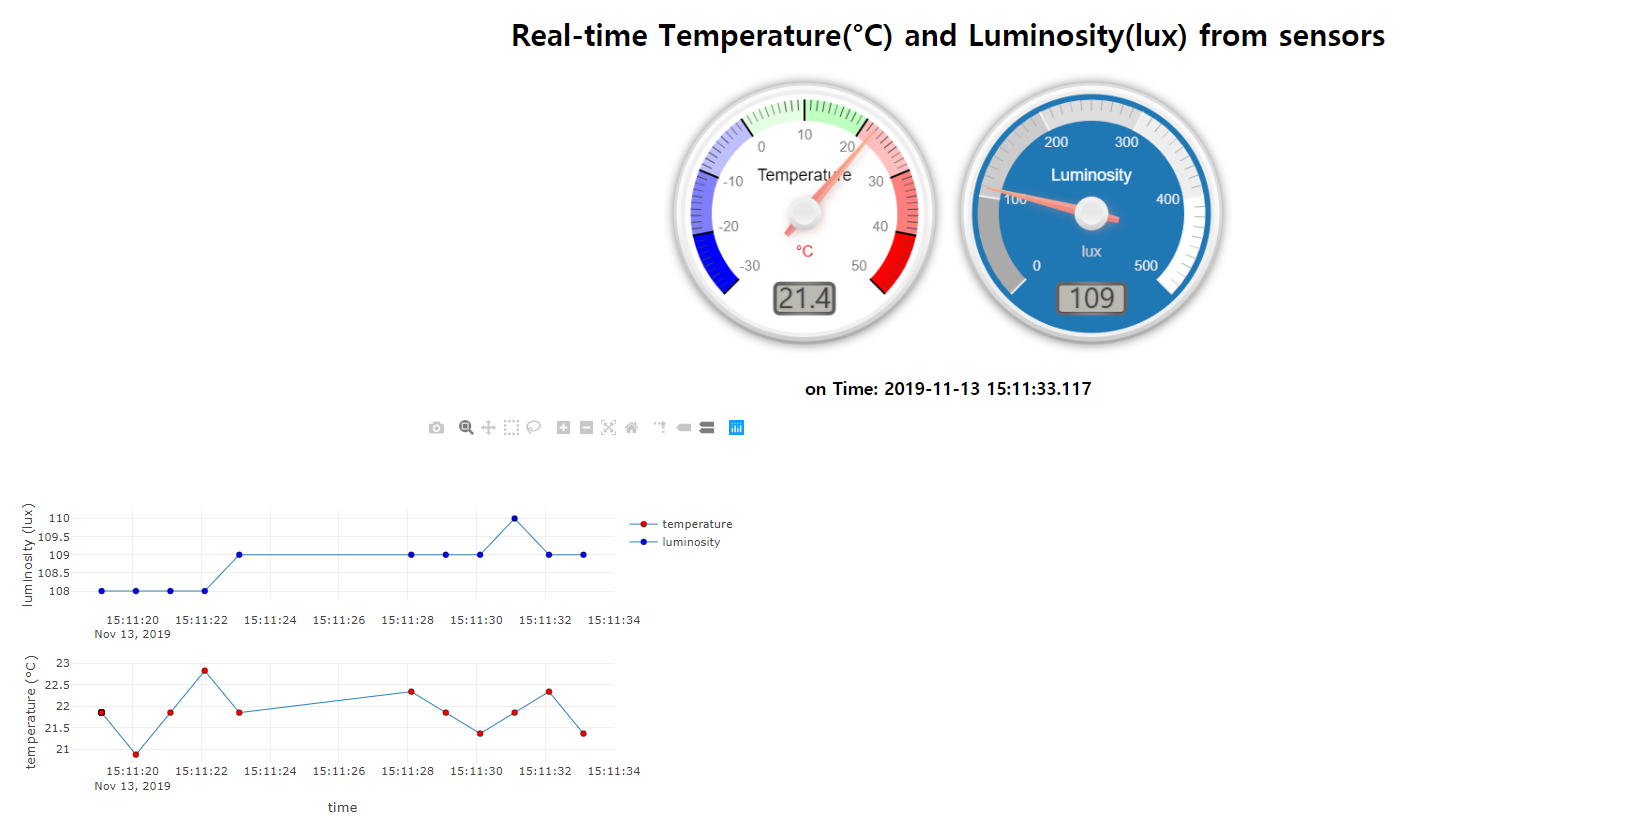 Real-time Temperature(°C) and Luminosity(lux) from sensors
10
0
20
Temperature
-10
30
-20
40
°C
-30
50
21.4
200
300
Luminosity
100
400
lux
0
500
109
on Time: 2019-11-13 15:11:33.117
luminosity (lux)
110
109.5
109
108.5
108
temperature
luminosity
15:11:20 15:11:22 15:11:24 15:11:26 15:11:28 15:11:30 15:11:32 15:11:34
Nov 13, 2019
temperature (°C)
23
22.5
22
21.5
21
15:11:20 15:11:22 15:11:24 15:11:26 15:11:28 15:11:30 15:11:32 15:11:34
Nov 13, 2019
time